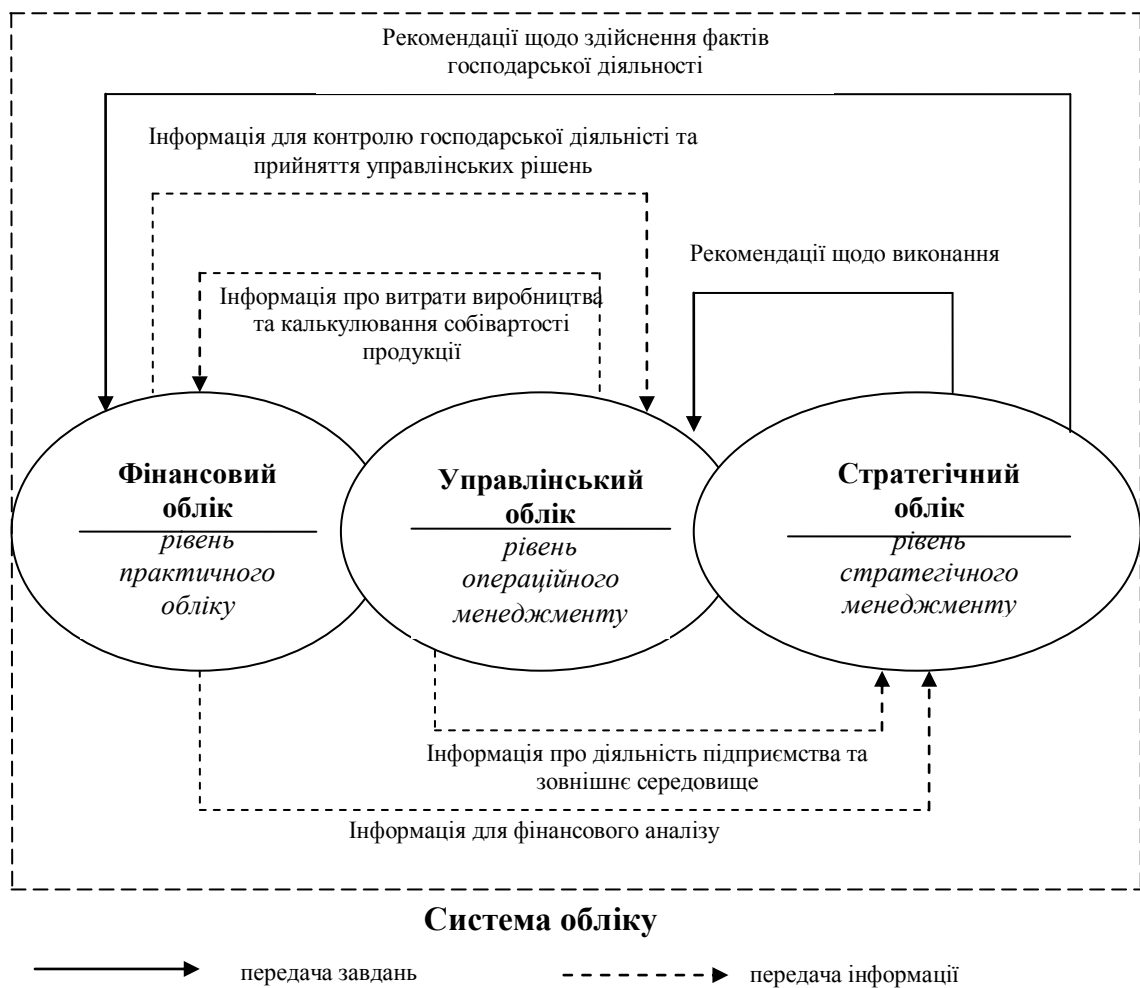 Рекомендації щодо здійснення фактів
господарської діяльності
Інформація для контролю господарської діяльністі та
прийняття управлінських рішень
Рекомендації щодо виконання
Інформація про витрати виробництва
та калькулювання собівартості
продукції
Фінансовий
облік
рівень
практичного
обліку
Управлінський
облік
рівень
операційного
менеджменту
Стратегічний
облік
рівень
стратегічного
менеджменту
Інформація про діяльність підприємства та
зовнішнє середовище
Інформація для фінансового аналізу
Система обліку
передача завдань
передача інформації